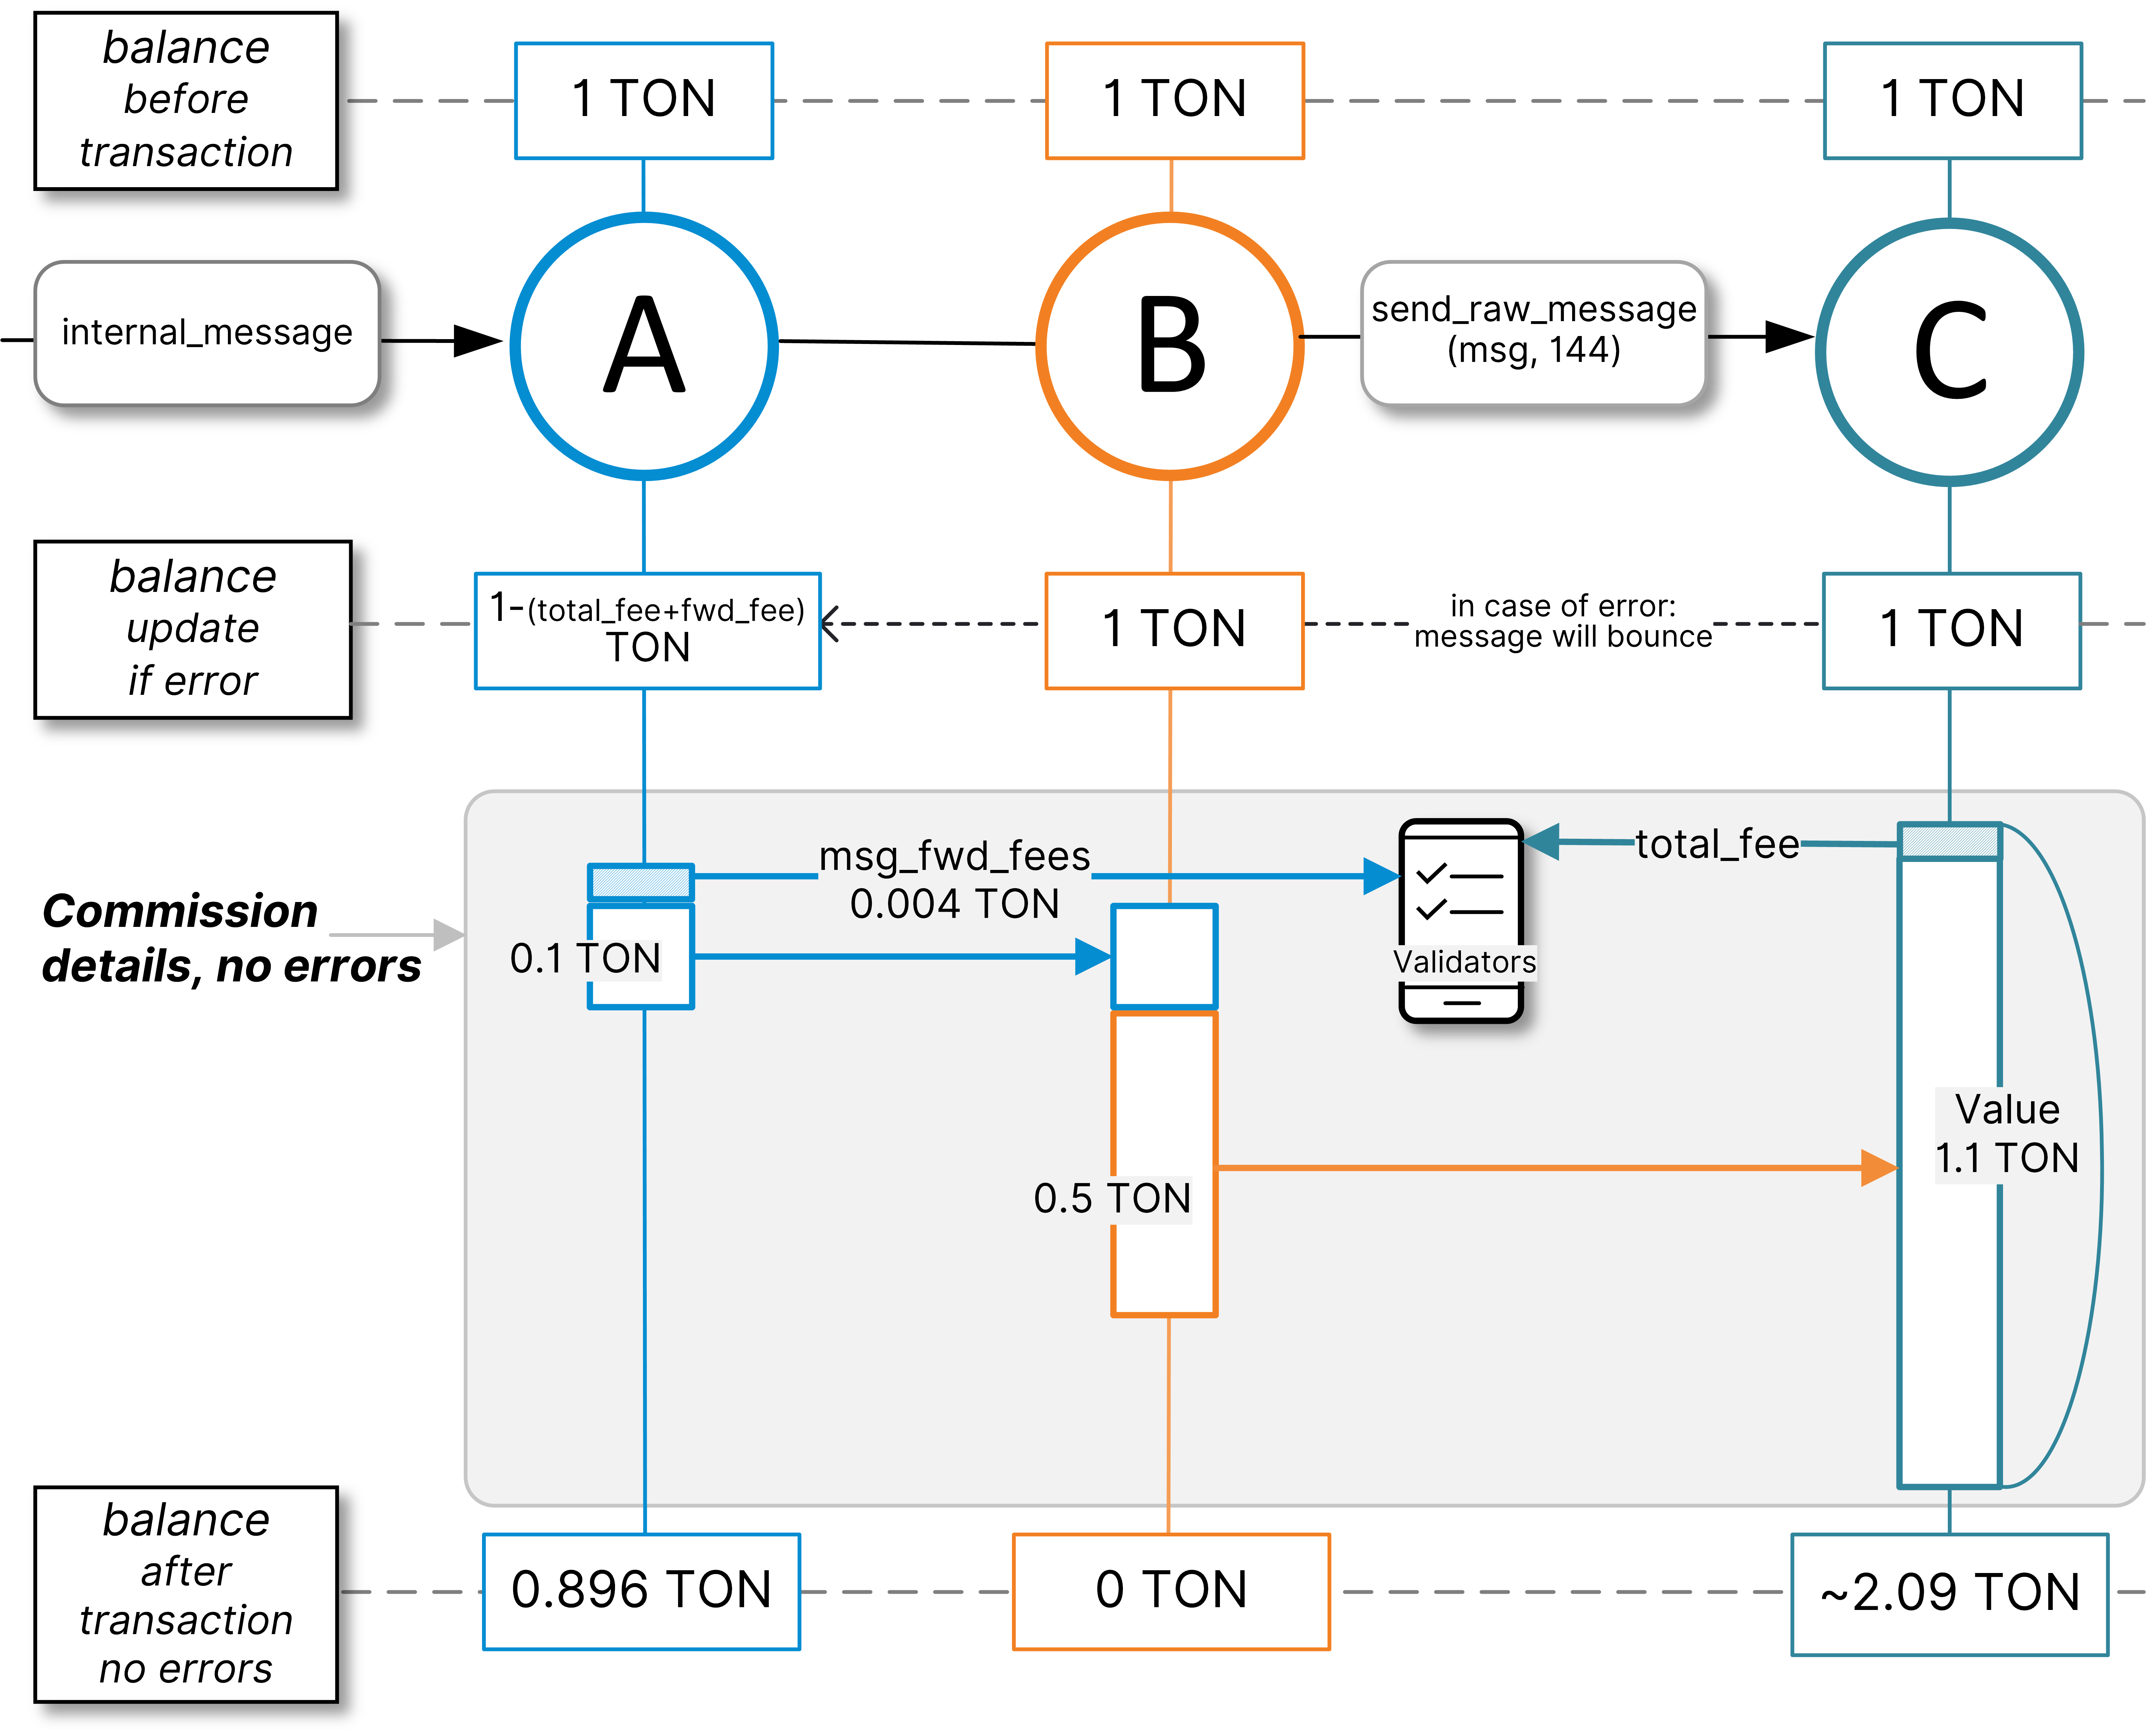 balance
before
transaction
1 TON
1 TON
1 TON
internal_message
A
B
send_raw_message
(msg, 144)
C
balance
update
if error
1-(total_fee+fwd_fee)
TON
1 TON
in case of error:
message will bounce
1 TON
Commission
details, no errors
msg_fwd_fees
0.004 TON
0.1 TON
Validators
total_fee
0.5 TON
Value
1.1 TON
balance
after
transaction
no errors
0.896 TON
0 TON
~2.09 TON